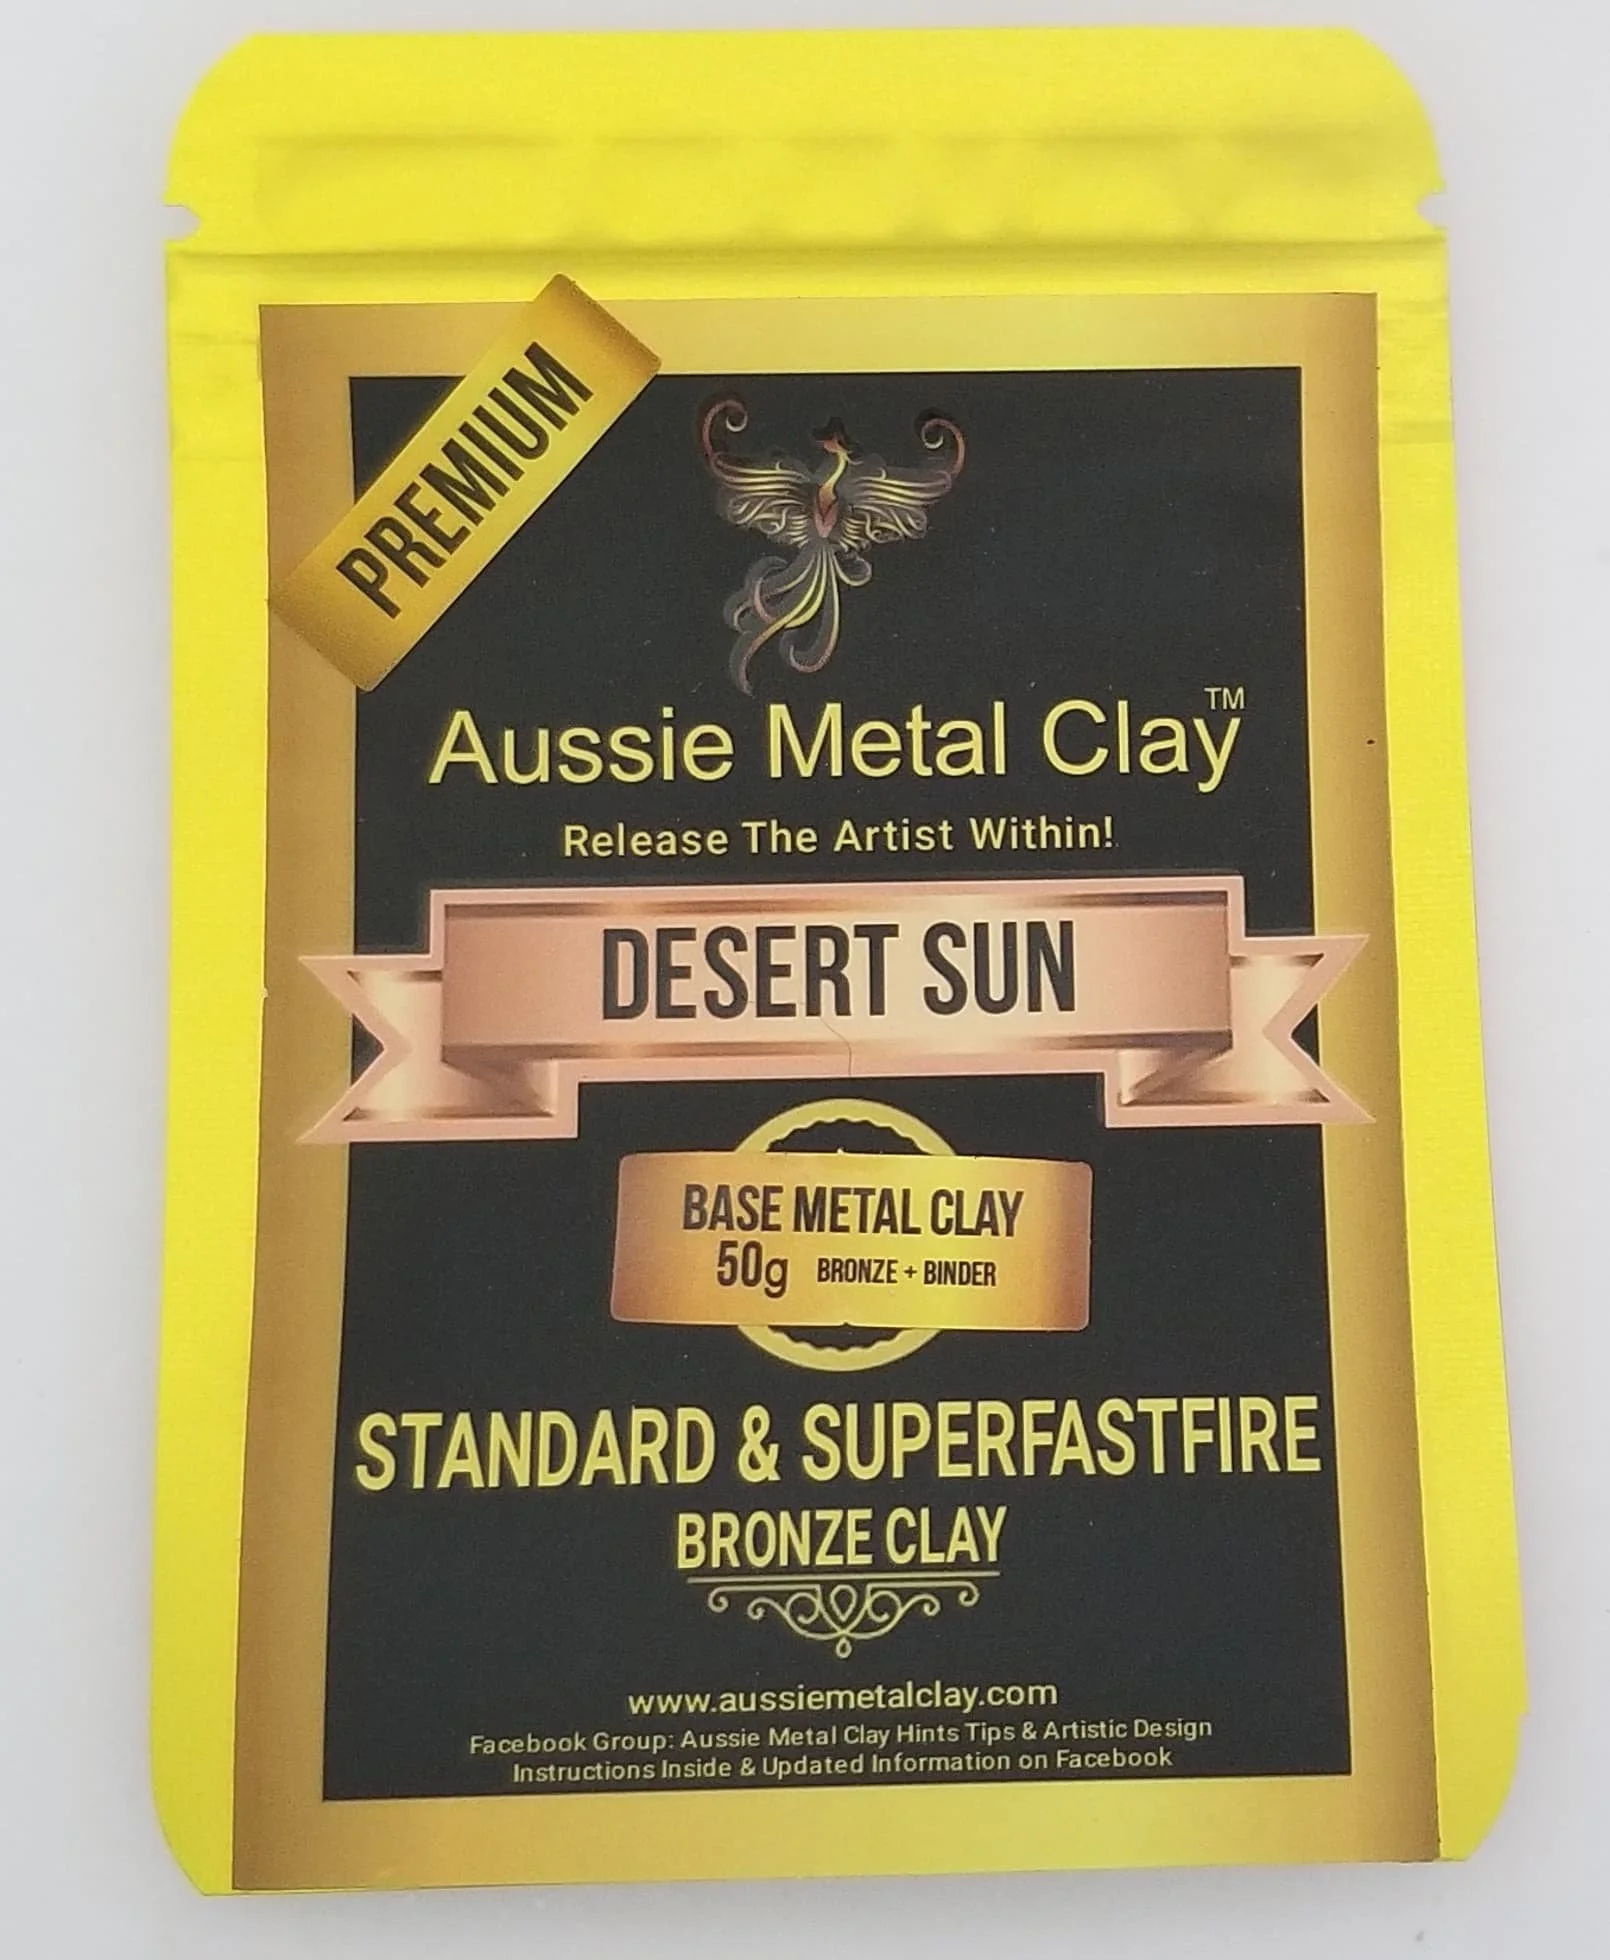 PREMIUM
Aussie Metal Clay™
Release The Artist Within!
DESERT SUN
BASE METAL CLAY
50g BRONZE + BINDER
STANDARD & SUPERFASTFIRE
BRONZE CLAY
www.aussiemetalclay.com
Facebook Group: Aussie Metal Clay Hints Tips & Artistic Design
Instructions Inside & Updated Information on Facebook